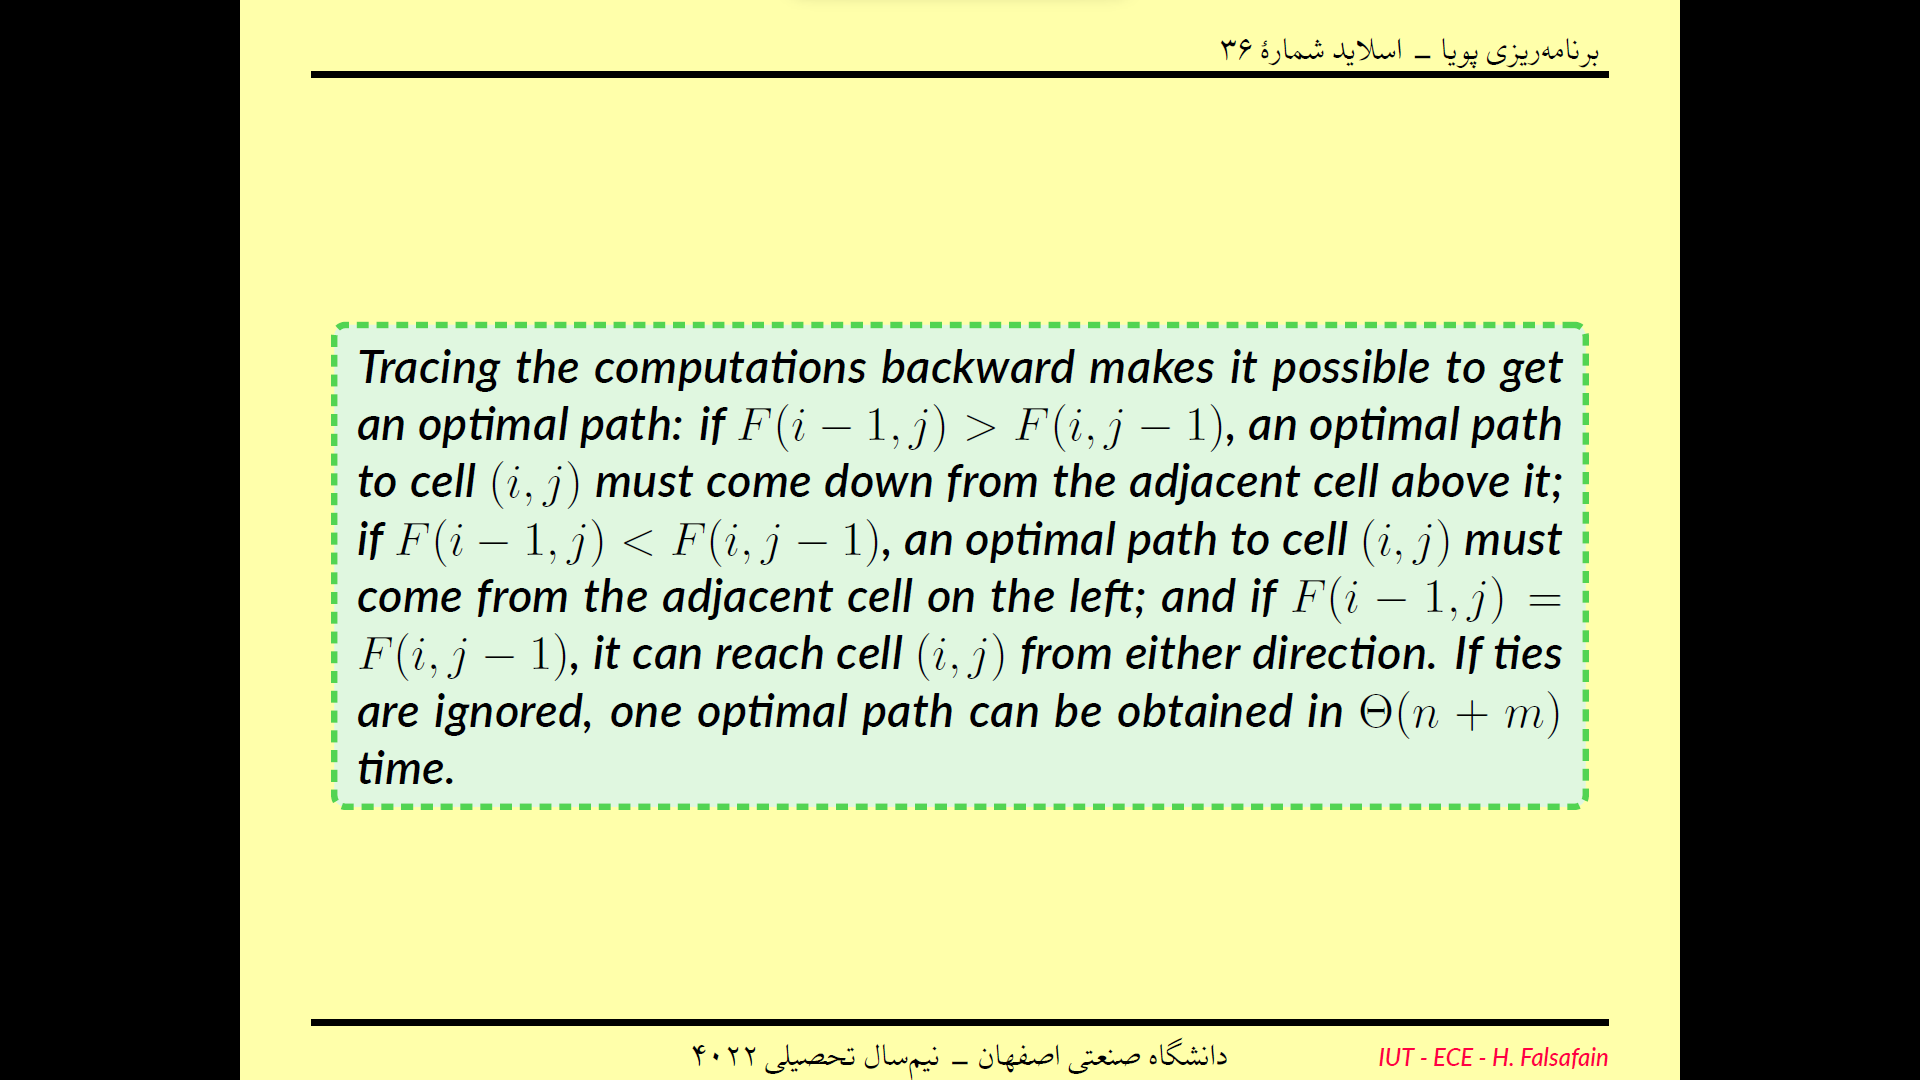 برنامه‌ریزی پویا – اسلاید شمارهٔ ۳۶
Tracing the computations backward makes it possible to get
an optimal path: if F(i − 1, j) > F(i, j − 1), an optimal path
to cell (i, j) must come down from the adjacent cell above it;
if F(i − 1, j) < F(i, j − 1), an optimal path to cell (i, j) must
come from the adjacent cell on the left; and if F(i − 1, j) =
F(i, j − 1), it can reach cell (i, j) from either direction. If ties
are ignored, one optimal path can be obtained in Θ(n + m)
time.
دانشگاه صنعتی اصفهان – نیم‌سال تحصیلی ۴۰۲۲
IUT - ECE - H. Falsafain